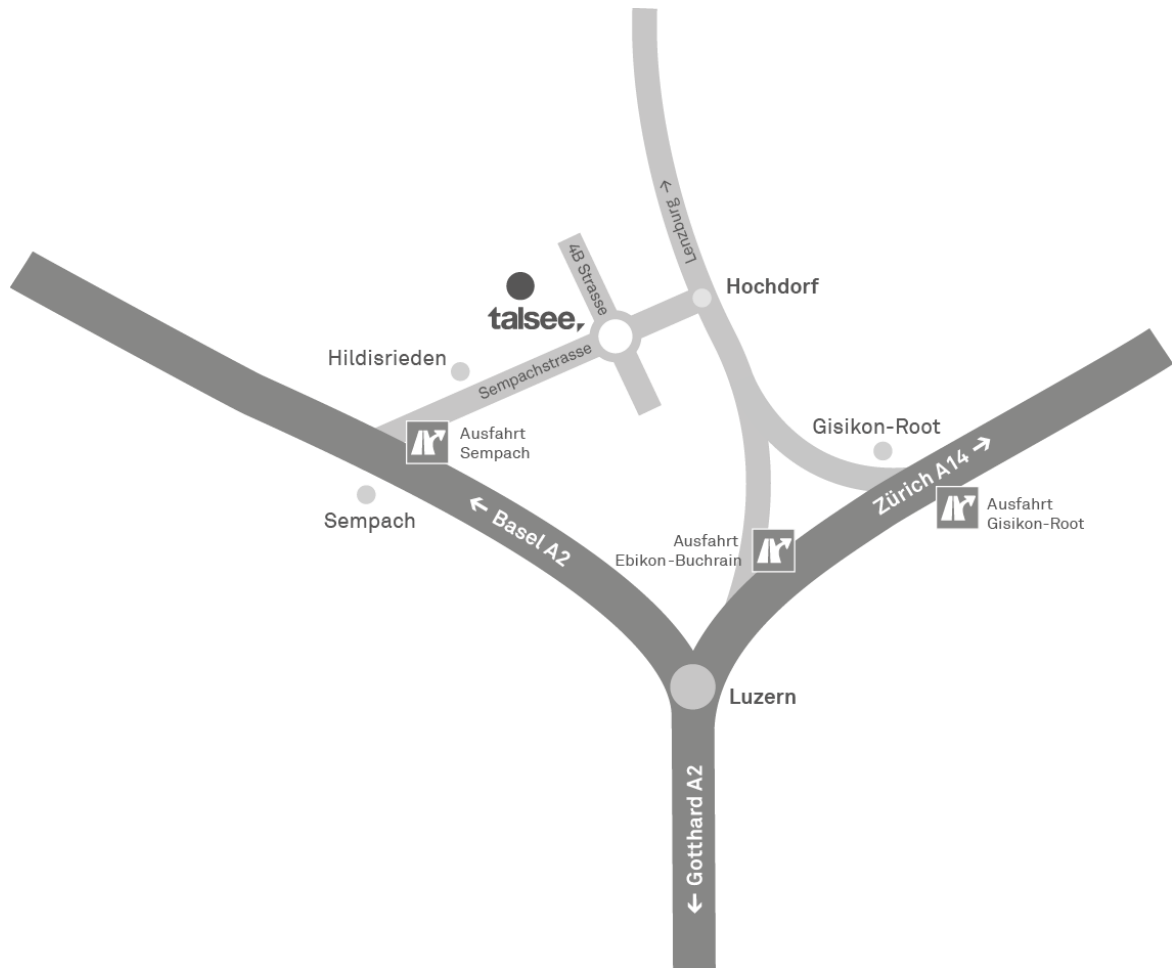 Lenzburg →
4B Strasse
Hochdorf
talsee
Hildisrieden
Sempachstrasse
Gisikon-Root
Ausfahrt
Sempach
Zürich A14 →
Sempach
← Basel A2
Ausfahrt
Gisikon-Root
Ausfahrt
Ebikon-Buchrain
Luzern
← Gotthard A2